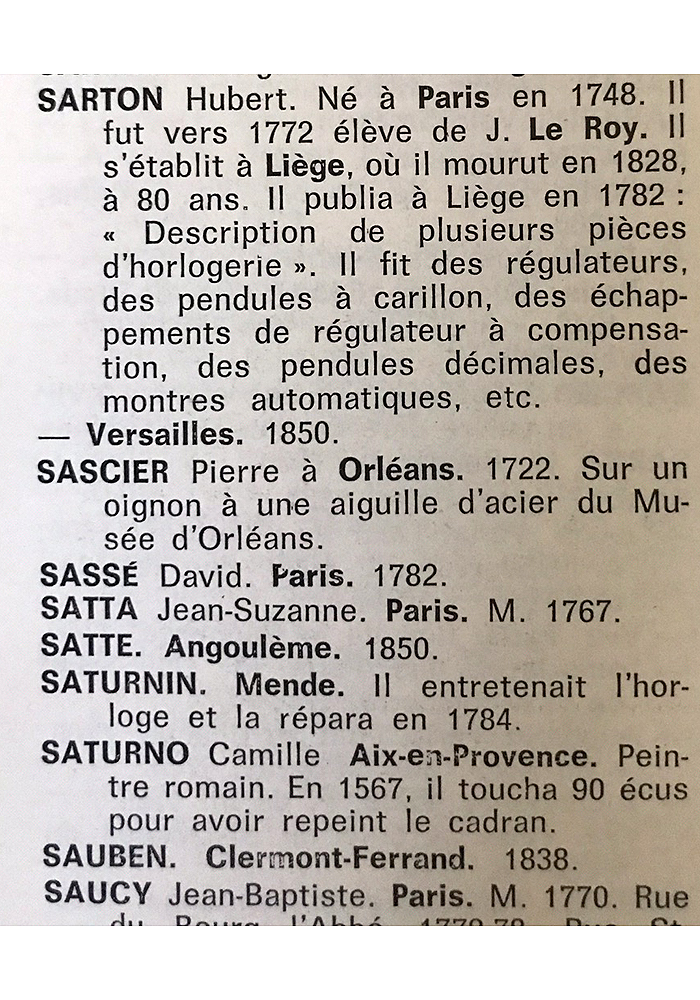 SARTON Hubert. Né à Paris en 1748. Il
fut vers 1772 élève de J. Le Roy. Il
s'établit à Liège, où il mourut en 1828,
à 80 ans. Il publia à Liège en 1782 :
« Description de plusieurs pièces
d'horlogerie ». Il fit des régulateurs,
des pendules à carillon, des échap-
pements de régulateur à compensa-
tion, des pendules décimales, des
montres automatiques, etc.
— Versailles. 1850.
SASCIER Pierre à Orléans. 1722. Sur un
oignon à une aiguille d'acier du Mu-
sée d'Orléans.
SASSÉ David. Paris. 1782.
SATTA Jean-Suzanne. Paris. M. 1767.
SATTE. Angoulème. 1850.
SATURNIN. Mende. Il entretenait l'hor-
loge et la répara en 1784.
SATURNO Camille Aix-en-Provence. Pein-
tre romain. En 1567, il toucha 90 écus
pour avoir repeint le cadran.
SAUBEN. Clermont-Ferrand. 1838.
SAUCY Jean-Baptiste. Paris. M. 1770. Rue
du Bourg l'Abbé